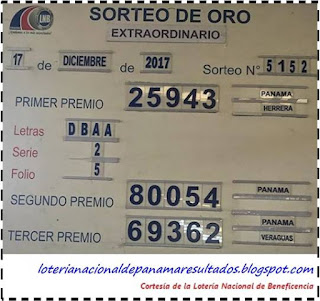 LNB
SORTEO DE ORO
EXTRAORDINARIO
17 de DICIEMBRE de 2017 Sorteo N° 5152
PRIMER PREMIO 25943 PANAMA
HERRERA
Letras DBAA
Serie 2
Folio 5
SEGUNDO PREMIO 80054 PANAMA
TERCER PREMIO 69362 PANAMA
VERAGUAS
loterianacionaldepanamaresultados.blogspot.com
Cortesía de la Lotería Nacional de Beneficencia